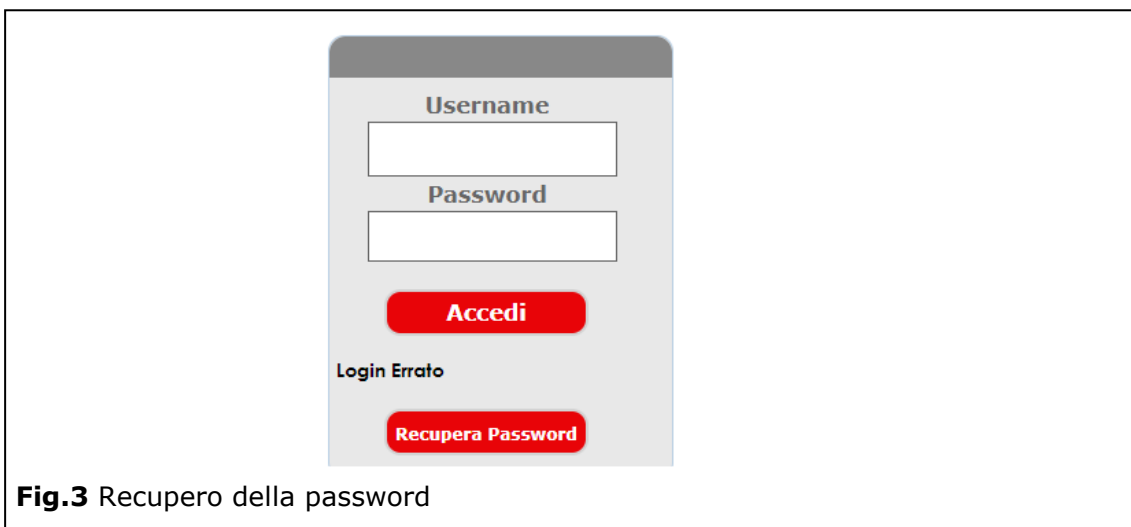 Username
Password
Accedi
Login Errato
Recupera Password
Fig.3 Recupero della password